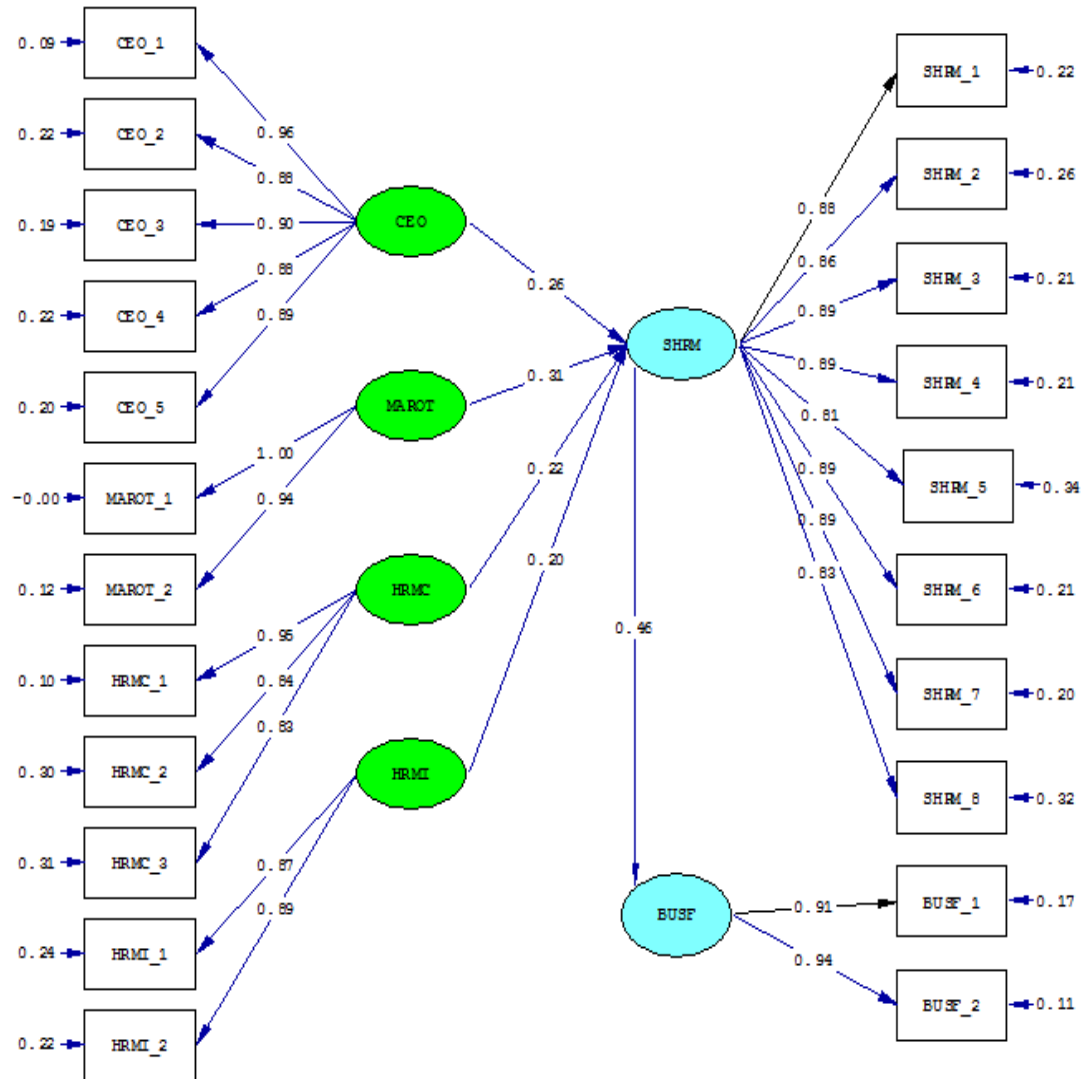 0.09 CEO_1
0.22 CEO_2
0.19 CEO_3
0.22 CEO_4
0.20 CEO_5
-0.00 MAROT_1
0.12 MAROT_2
0.10 HRMC_1
0.30 HRMC_2
0.31 HRMC_3
0.24 HRMI_1
0.22 HRMI_2
0.96
0.88
0.90
0.88
0.89
1.00
0.94
0.95
0.84
0.83
0.87
0.89
CEO
MAROT
HRMC
HRMI
0.26
0.31
0.22
0.20
SHRM
0.46
BUSF
0.88
0.86
0.89
0.89
0.81
0.89
0.89
0.83
0.91
0.94
SHRM_1 0.22
SHRM_2 0.26
SHRM_3 0.21
SHRM_4 0.21
SHRM_5 0.34
SHRM_6 0.21
SHRM_7 0.20
SHRM_8 0.32
BUSF_1 0.17
BUSF_2 0.11